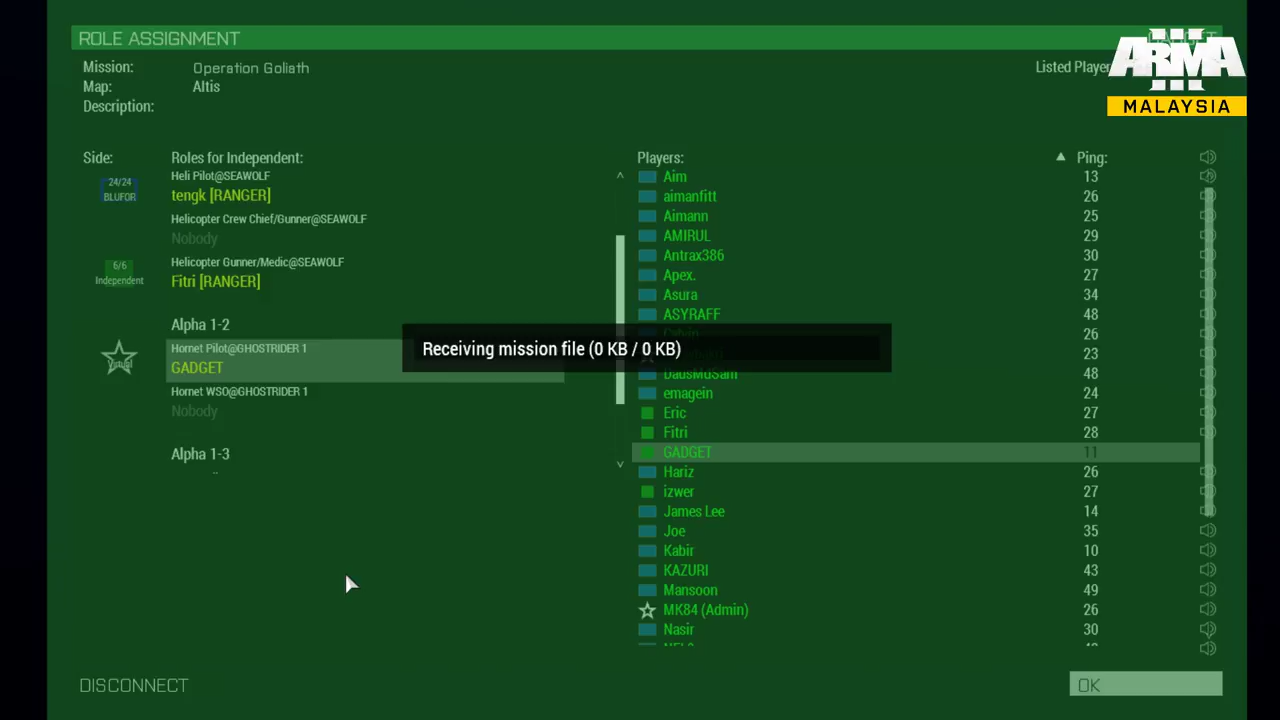 ROLE ASSIGNMENT
Mission: Operation Goliath
Map: Altis
Description:
Listed Player
ARMA III
MALAYSIA
Side:
Roles for Independent:
24/24
BLUFOR
6/6
Independent
Virtual
Heli Pilot@SEAWOLF
tengk [RANGER]
Helicopter Crew Chief/Gunner@SEAWOLF
Nobody
Helicopter Gunner/Medic@SEAWOLF
Fitri [RANGER]
Alpha 1-2
Hornet Pilot@GHOSTRIDER 1
GADGET
Hornet WSO@GHOSTRIDER 1
Nobody
Alpha 1-3
Receiving mission file (0 KB / 0 KB)
Players: Ping:
Aim 13
aimanfitt 26
Aimann 25
AMIRUL 29
Antrax386 30
Apex. 27
Asura 34
ASYRAFF 48
26
23
48
emagein 24
Eric 27
Fitri 28
GADGET 11
Hariz 26
izwer 27
James Lee 14
Joe 35
Kabir 10
KAZURI 43
Mansoon 49
MK84 (Admin) 26
Nasir 30
DISCONNECT
OK